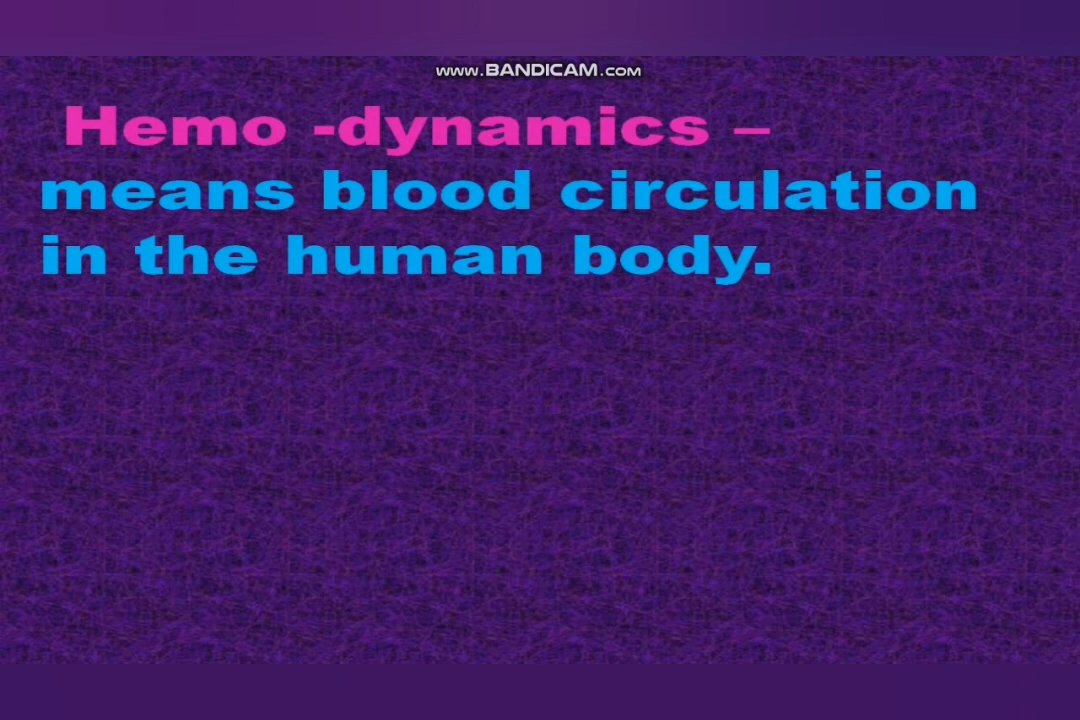 www.BANDICAM.com
Hemo -dynamics –
means blood circulation
in the human body.